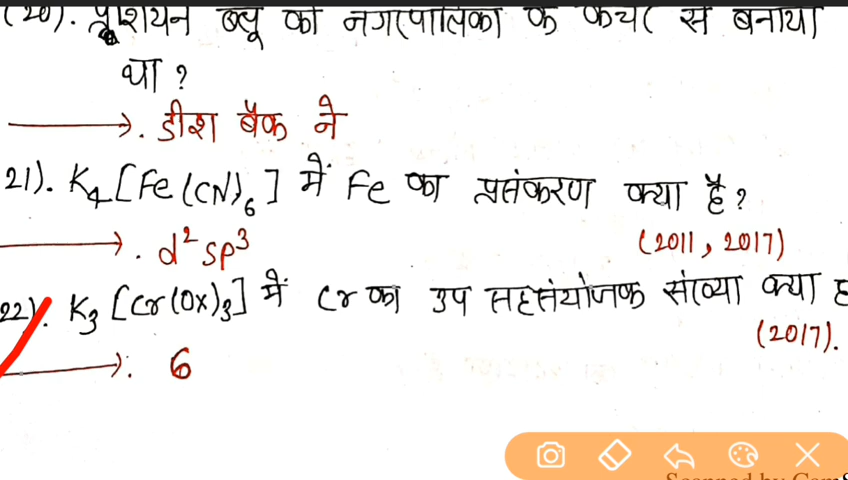 (20). प्रूशियन ब्लू को नगरपालिका के कचरे से बनाया
था ?
डीश बैक ने
21). K4[Fe(CN)6] में Fe का प्रसंकरण क्या है ?
d²sp³ (2011, 2017)
22). K3[Cr(Ox)3] में Cr का उप सहसंयोजक संख्या क्या
(2017).
6